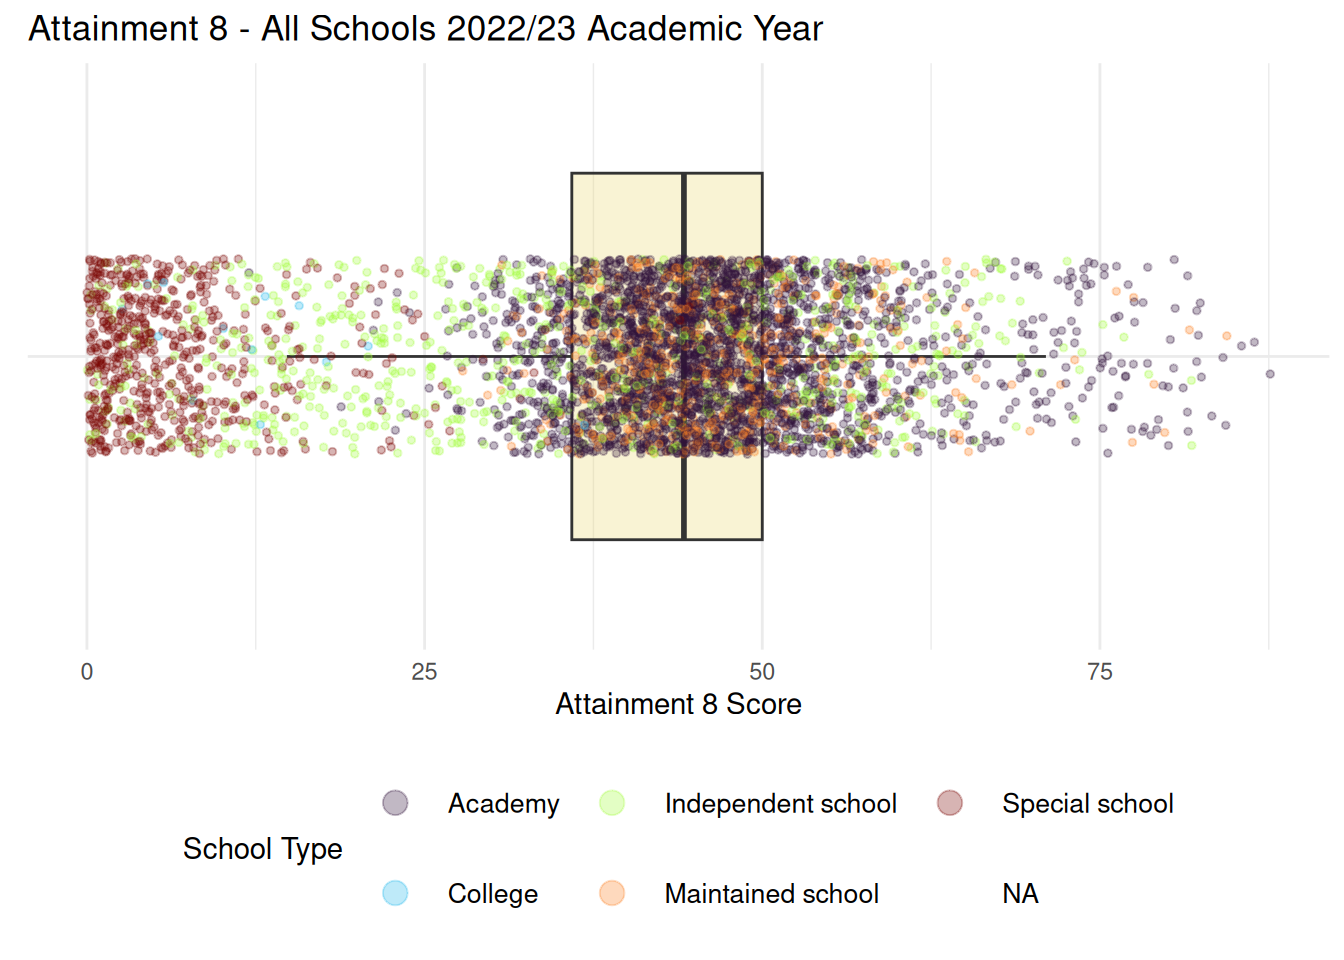 Attainment 8 - All Schools 2022/23 Academic Year
0 25 50 75
Attainment 8 Score
School Type
Academy Independent school Special school
College Maintained school NA